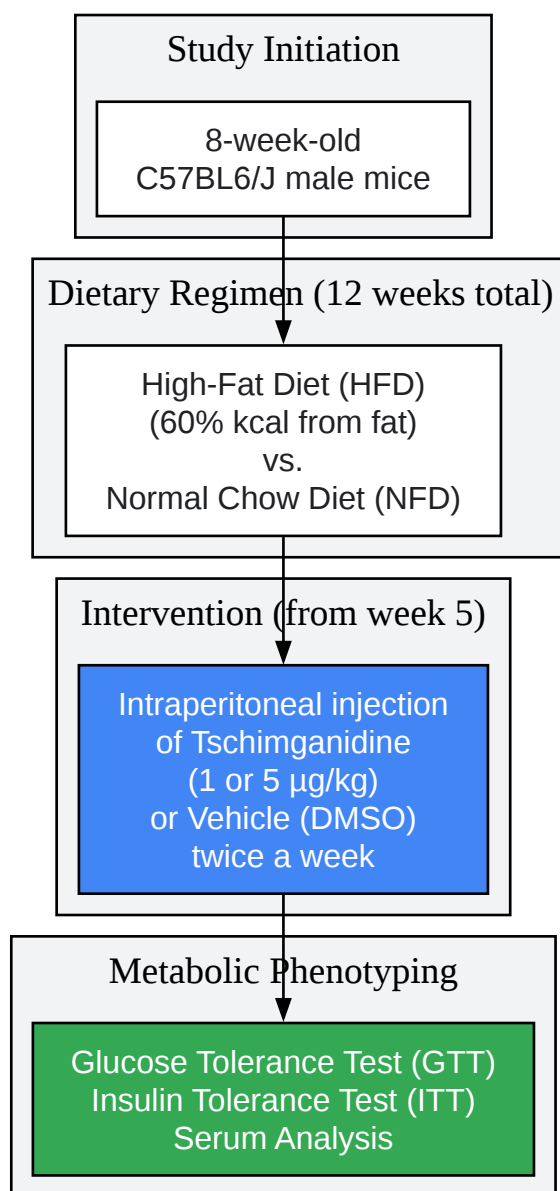 Study Initiation
8-week-old
C57BL6/J male mice
Dietary Regimen (12 weeks total)
High-Fat Diet (HFD)
(60% kcal from fat)
vs.
Normal Chow Diet (NFD)
Intervention (from week 5)
Intraperitoneal injection
of Tschimganidine
(1 or 5 μg/kg)
or Vehicle (DMSO)
twice a week
Metabolic Phenotyping
Glucose Tolerance Test (GTT)
Insulin Tolerance Test (ITT)
Serum Analysis